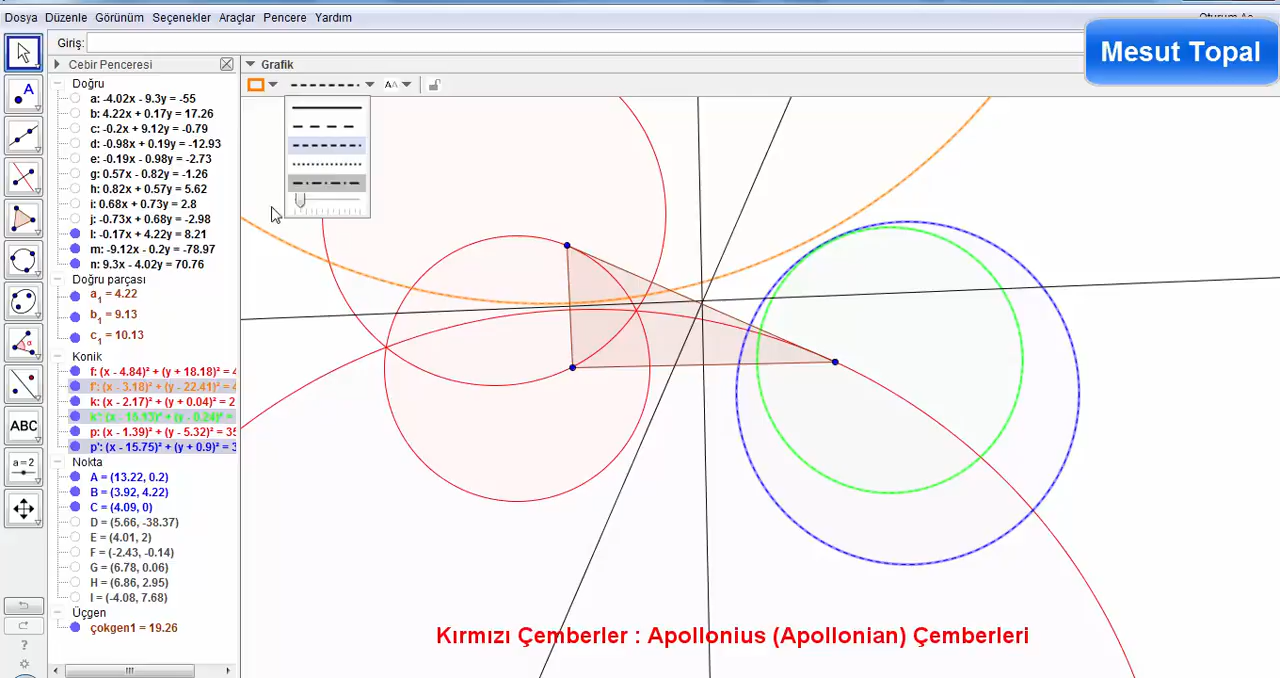 Dosya Düzenle Görünüm Seçenekler Araçlar Pencere Yardım
Giriş:
Mesut Topal
Cebir Penceresi
Grafik
AA
A
ABC
a=2
α
?
Doğru
a: -4.02x - 9.3y = -55
b: 4.22x + 0.17y = 17.26
c: -0.2x + 9.12y = -0.79
d: -0.98x + 0.19y = -12.93
e: -0.19x - 0.98y = -2.73
g: 0.57x - 0.82y = -1.26
h: 0.82x + 0.57y = 5.62
i: 0.68x + 0.73y = 2.8
j: -0.73x + 0.68y = -2.98
l: -0.17x + 4.22y = 8.21
m: -9.12x - 0.2y = -78.97
n: 9.3x - 4.02y = 70.76
Doğru parçası
a₁ = 4.22
b₁ = 9.13
c₁ = 10.13
Konik
f: (x - 4.84)² + (y + 18.18)² = 4
f': (x - 3.18)² + (y - 22.41)² = 4
k: (x - 2.17)² + (y + 0.04)² = 2
(y - 0.24)² =
p: (x - 1.39)² + (y - 5.32)² = 35
p': (x - 15.75)² + (y + 0.9)² = 3
Nokta
A = (13.22, 0.2)
B = (3.92, 4.22)
C = (4.09, 0)
D = (5.66, -38.37)
E = (4.01, 2)
F = (-2.43, -0.14)
G = (6.78, 0.06)
H = (6.86, 2.95)
I = (-4.08, 7.68)
Üçgen
çokgen1 = 19.26
Kırmızı Çemberler : Apollonius (Apollonian) Çemberleri